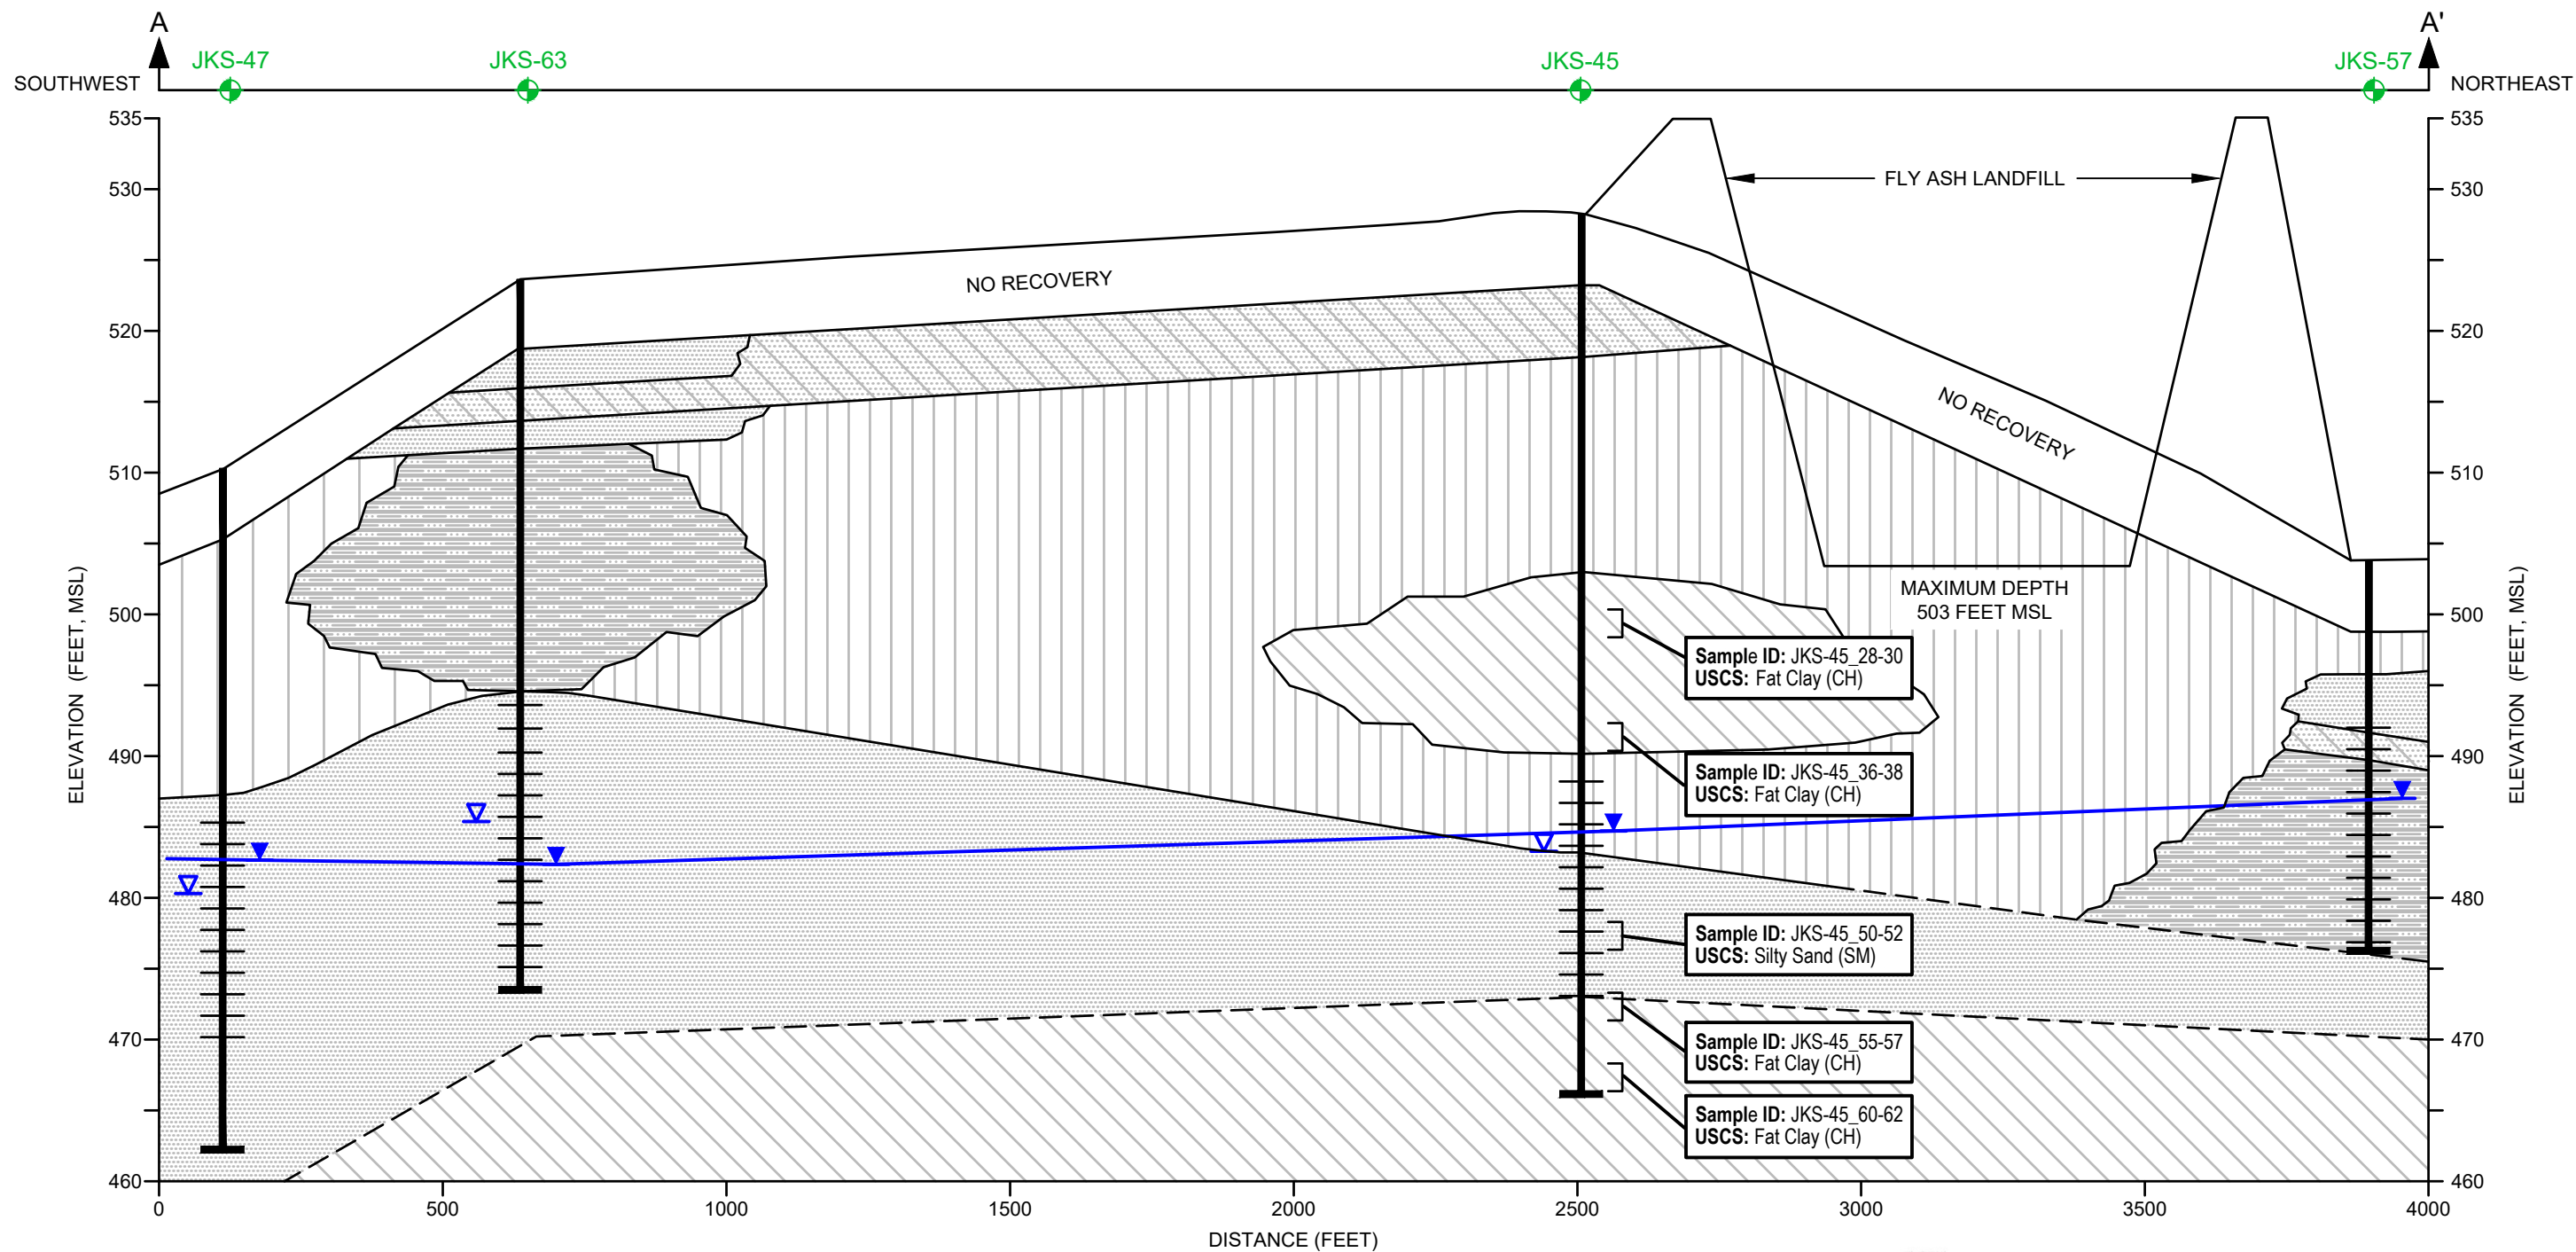 A
A'
JKS-47
JKS-63
JKS-45
JKS-57
SOUTHWEST
NORTHEAST
535
530
520
510
500
490
480
470
460
ELEVATION (FEET, MSL)
FLY ASH LANDFILL
NO RECOVERY
NO RECOVERY
MAXIMUM DEPTH
503 FEET MSL
Sample ID: JKS-45_28-30
USCS: Fat Clay (CH)
Sample ID: JKS-45_36-38
USCS: Fat Clay (CH)
Sample ID: JKS-45_50-52
USCS: Silty Sand (SM)
Sample ID: JKS-45_55-57
USCS: Fat Clay (CH)
Sample ID: JKS-45_60-62
USCS: Fat Clay (CH)
535
530
520
510
500
490
480
470
460
ELEVATION (FEET, MSL)
0
500
1000
1500
2000
2500
3000
3500
4000
DISTANCE (FEET)